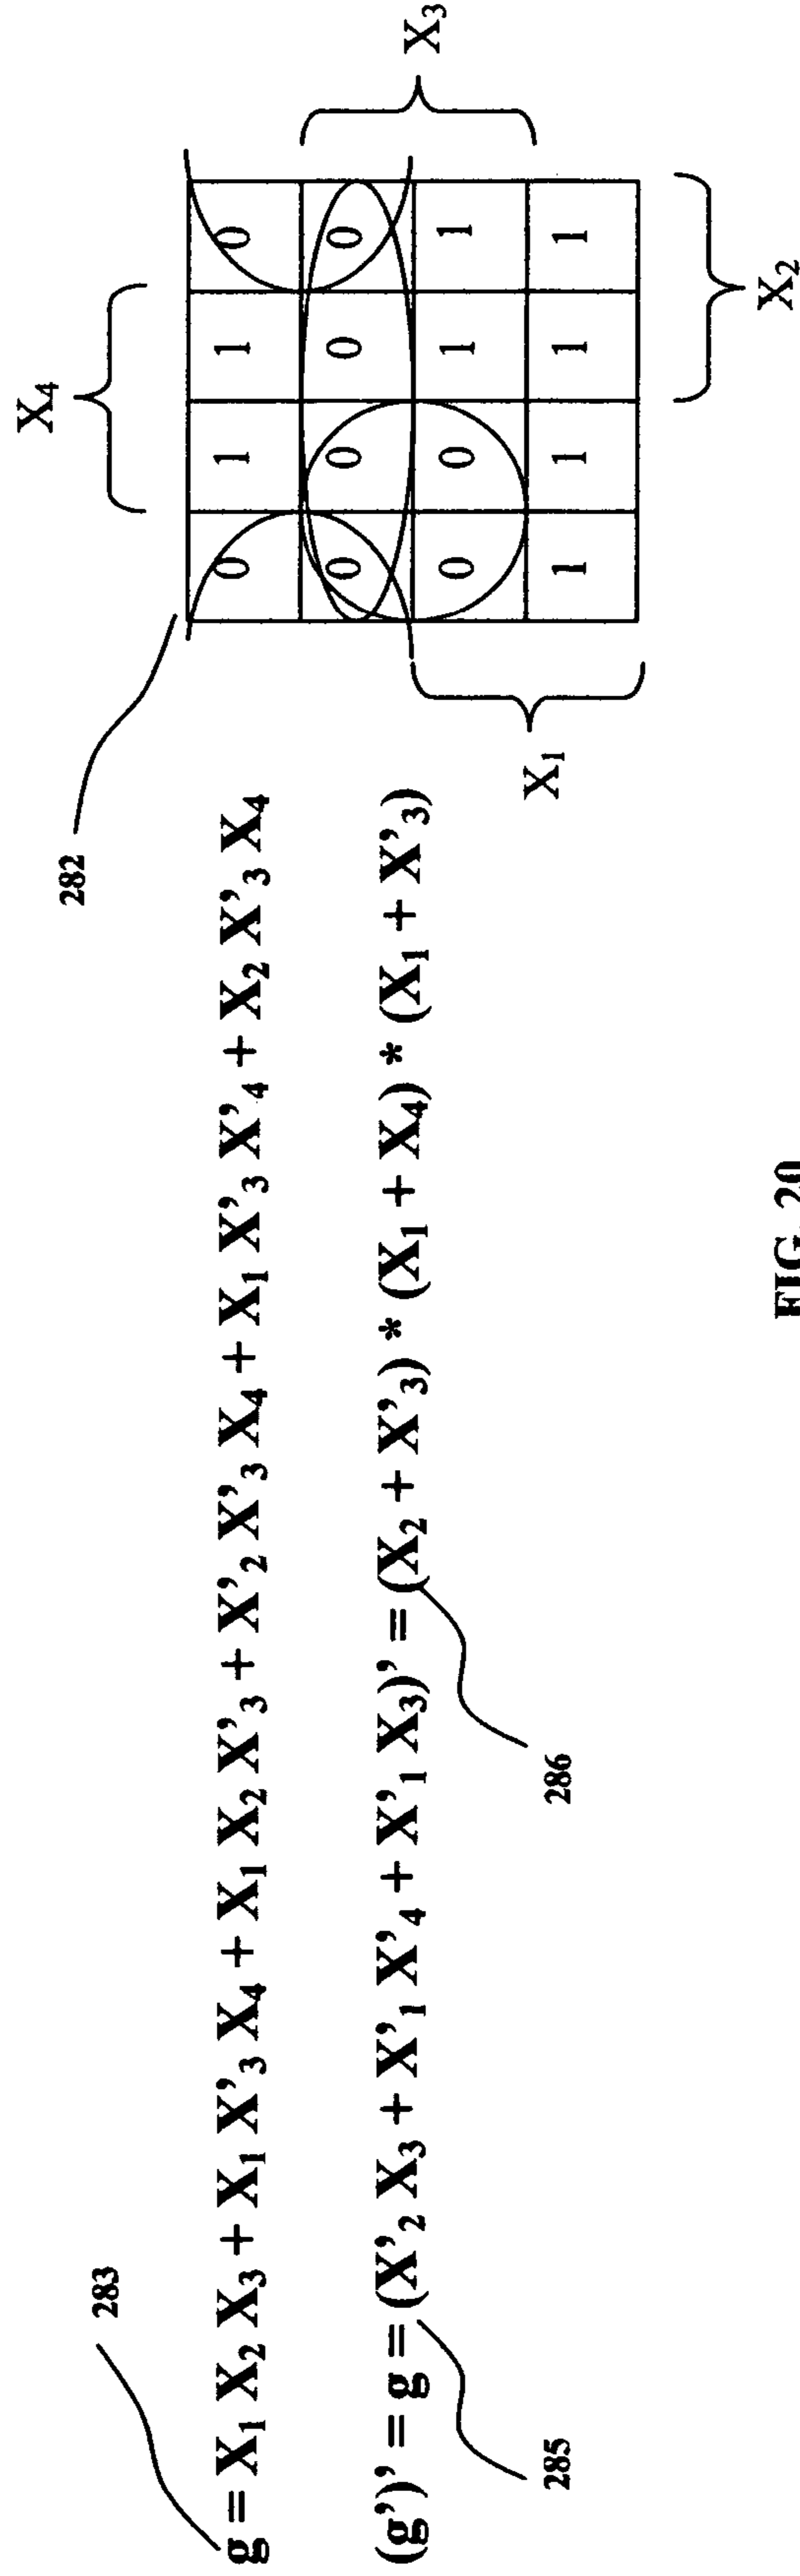 283
g = X₁ X₂ X₃ + X₁ X'₃ X₄ + X₁ X₂ X'₃ + X'₂ X'₃ X₄ + X₁ X'₃ X'₄ + X₂ X'₃ X₄
(g')' = g = (X'₂ X₃ + X'₁ X'₄ + X'₁ X₃)' = (X₂ + X'₃) * (X₁ + X₄) * (X₁ + X'₃)
285
286
282
X₄
0 1 1 0
0 0 0 0
0 0 1 1
1 1 1 1
X₃
X₁
X₂
FIG. 20